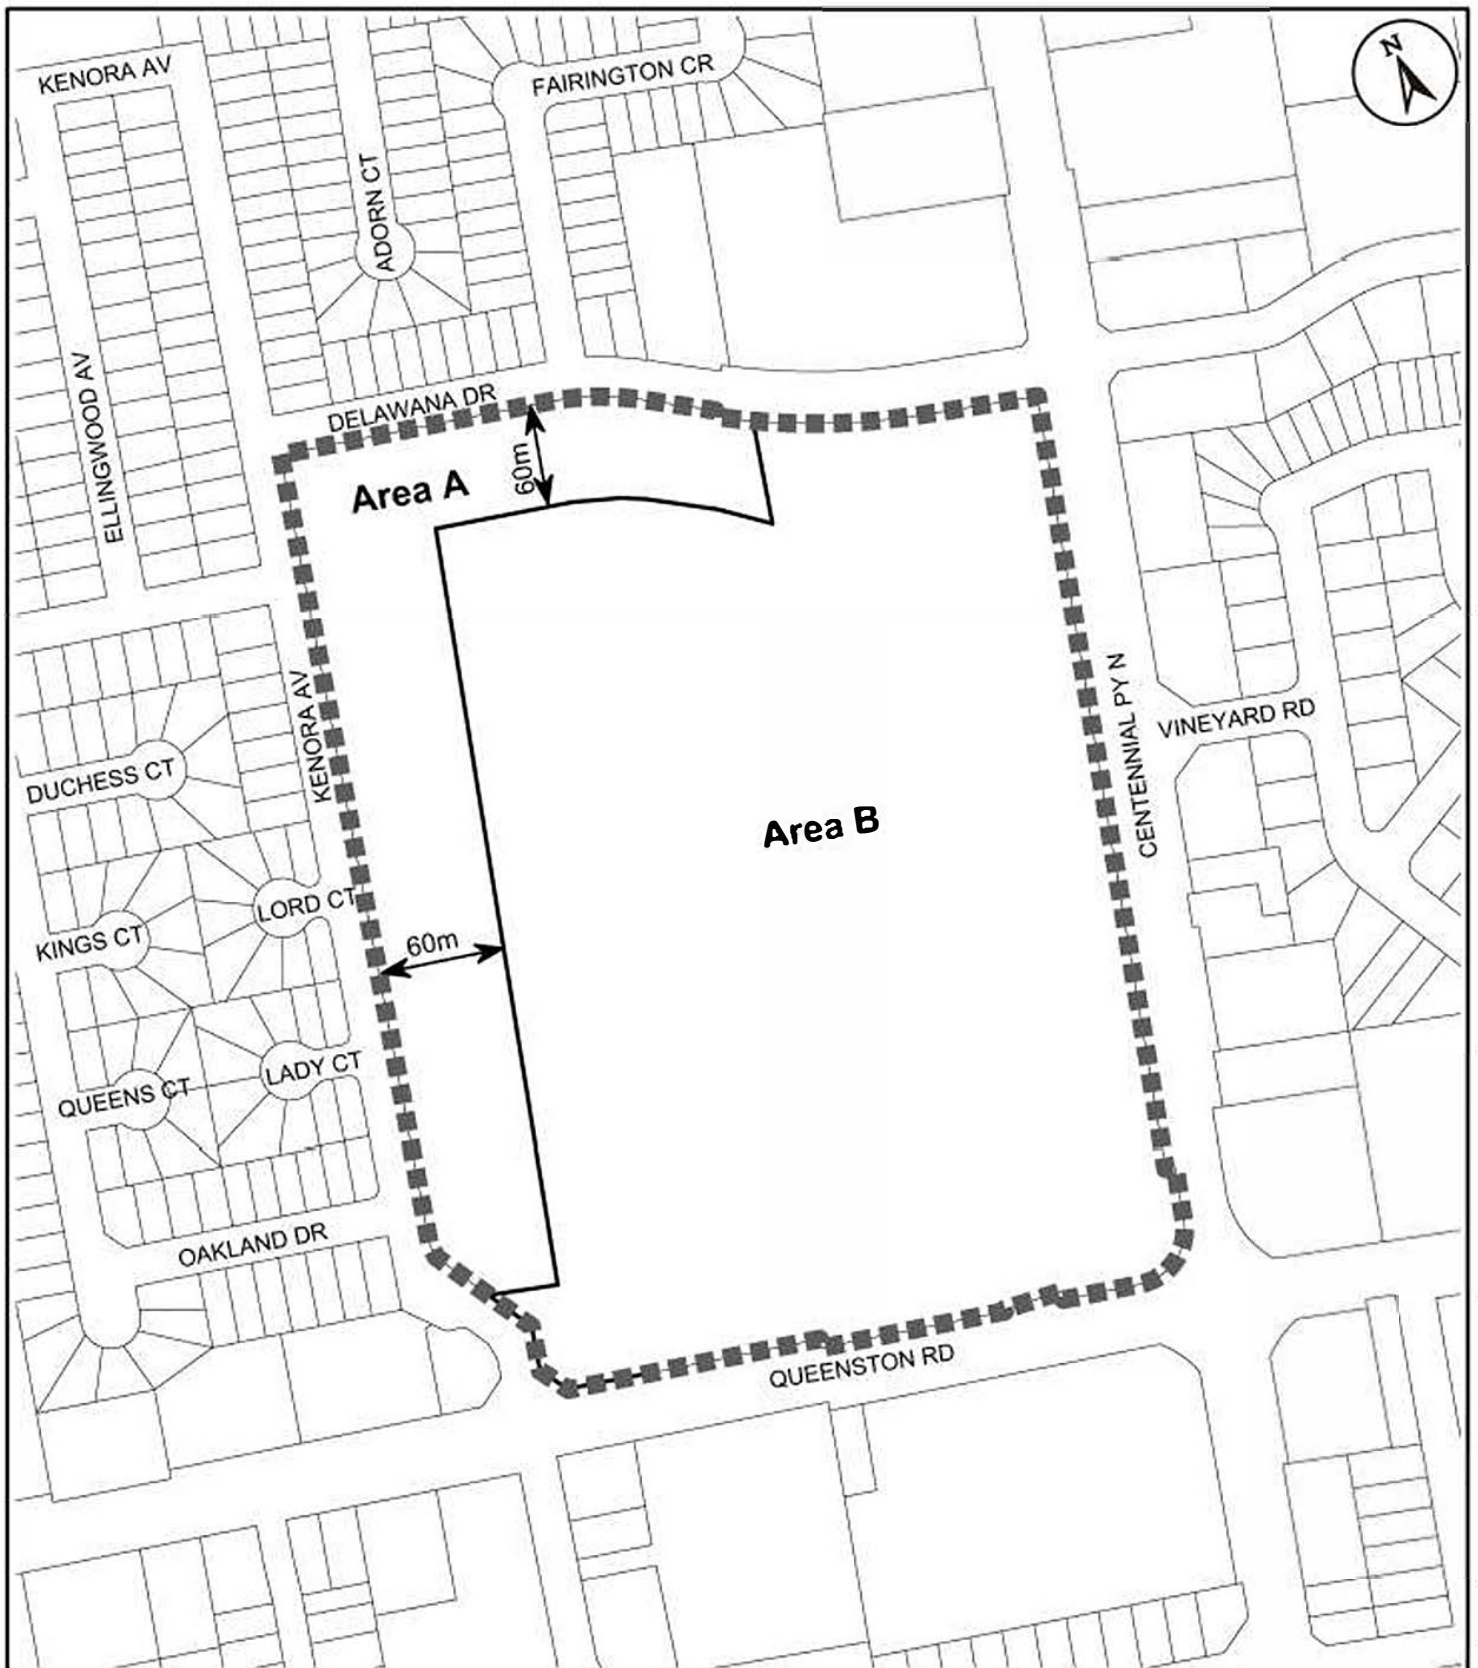 KENORA AV
FAIRINGTON CR
N
ADORN CT
ELLINGWOOD AV
DELAWANA DR
60m
Area A
KENORA AV
CENTENNIAL PY N
VINEYARD RD
DUCHESS CT
Area B
LORD CT
KINGS CT
60m
LADY CT
QUEENS CT
OAKLAND DR
QUEENSTON RD